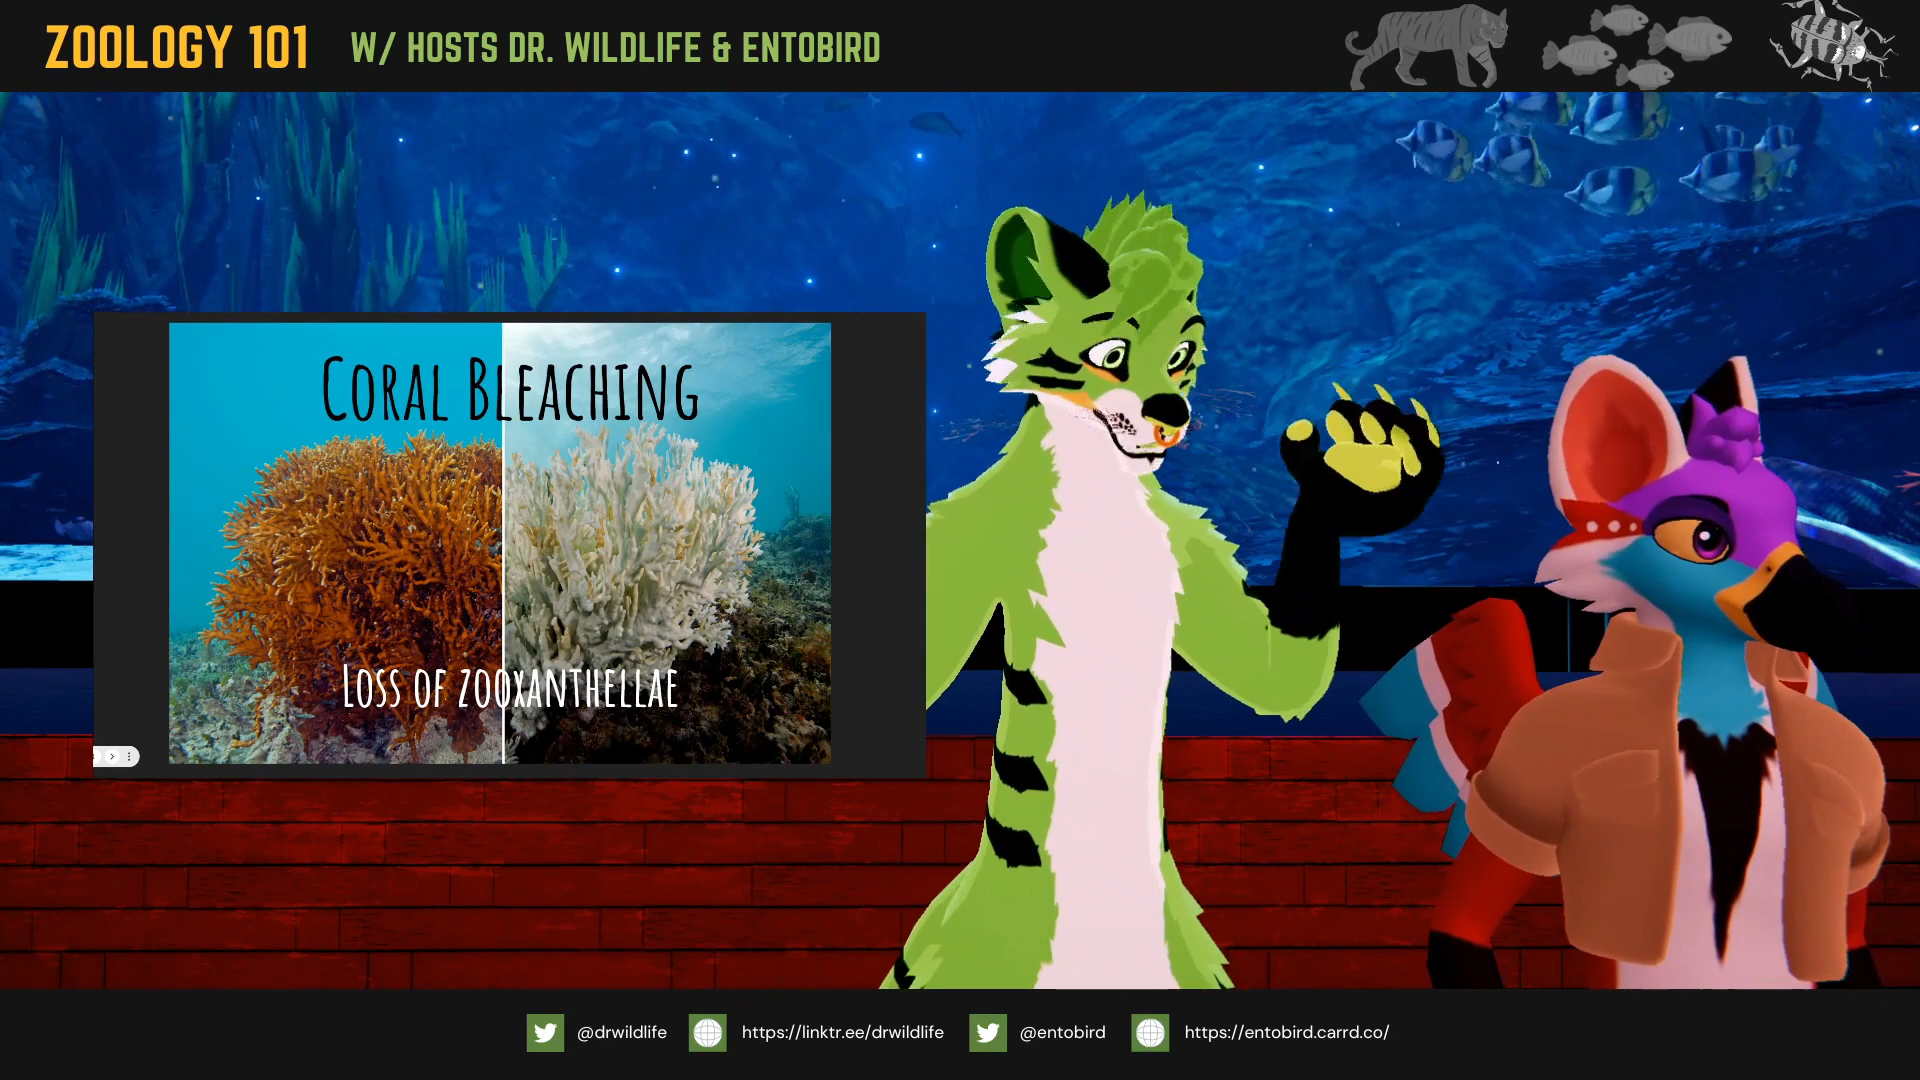 ZOOLOGY 101
W/ HOSTS DR. WILDLIFE & ENTOBIRD
CORAL BLEACHING
LOSS OF ZOOXANTHELLAE
@drwildlife
https://linktr.ee/drwildlife
@entobird
https://entobird.carrd.co/